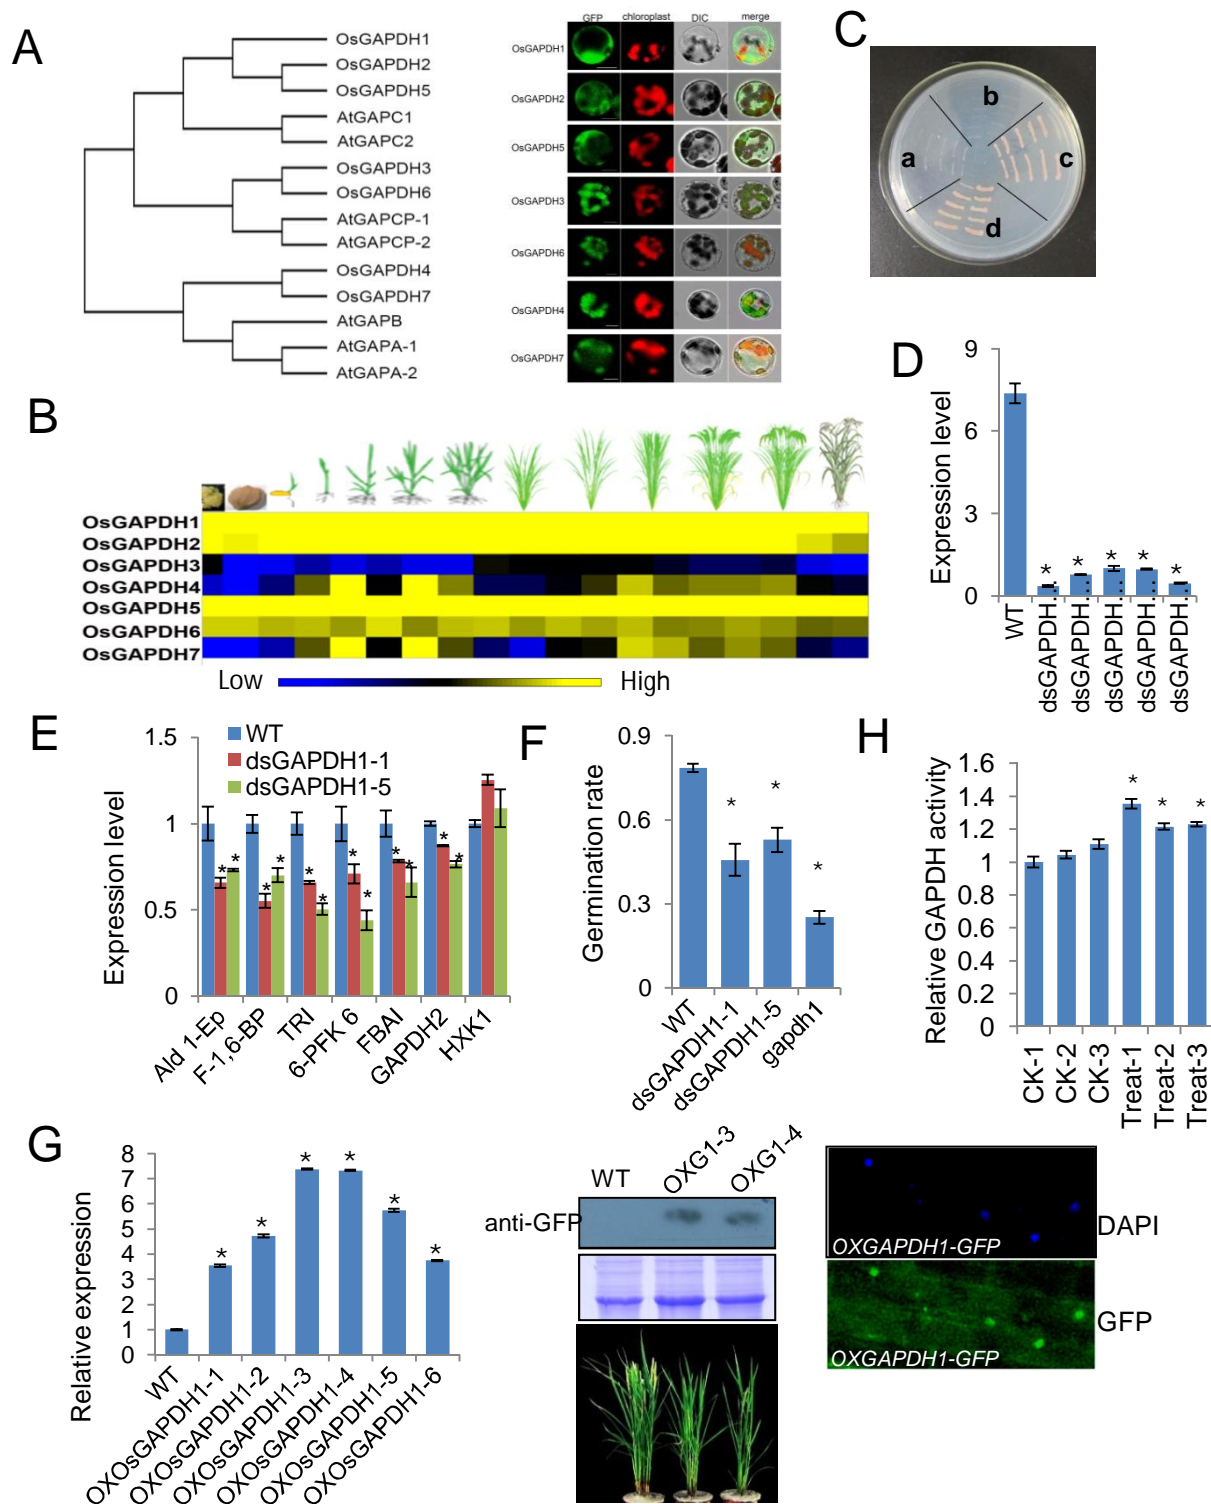 A
OsGAPDH1
OsGAPDH2
OsGAPDH5
AtGAPC1
AtGAPC2
OsGAPDH3
OsGAPDH6
AtGAPCP-1
AtGAPCP-2
OsGAPDH4
OsGAPDH7
AtGAPB
AtGAPA-1
AtGAPA-2
GFP chloroplast DIC merge
OsGAPDH1
OsGAPDH2
OsGAPDH5
OsGAPDH3
OsGAPDH6
OsGAPDH4
OsGAPDH7
C
a
b
c
d
B
OsGAPDH1
OsGAPDH2
OsGAPDH3
OsGAPDH4
OsGAPDH5
OsGAPDH6
OsGAPDH7
Low High
D
Expression level
9
6
3
0
* * * * *
WT
dsGAPDH...
dsGAPDH...
dsGAPDH...
dsGAPDH...
dsGAPDH...
E
WT
dsGAPDH1-1
dsGAPDH1-5
Expression level
1.5
1
0.5
0
* * * * * * * * * * * *
Ald 1-Ep
F-1,6-BP
TRI
6-PFK 6
FBAI
GAPDH2
HXK1
F
Germination rate
0.9
0.6
0.3
0
* * *
WT
dsGAPDH1-1
dsGAPDH1-5
gapdh1
H
Relative GAPDH activity
1.6
1.4
1.2
1
0.8
0.6
0.4
0.2
0
* * *
CK-1
CK-2
CK-3
Treat-1
Treat-2
Treat-3
G
Relative expression
8
7
6
5
4
3
2
1
0
* * * * * *
WT
OXOsGAPDH1-1
OXOsGAPDH1-2
OXOsGAPDH1-3
OXOsGAPDH1-4
OXOsGAPDH1-5
OXOsGAPDH1-6
WT OXG1-3 OXG1-4
anti-GFP
OXGAPDH1-GFP
DAPI
OXGAPDH1-GFP
GFP